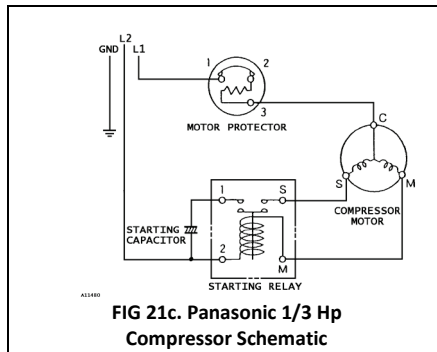 L2
GND L1
1 2
3
MOTOR PROTECTOR
C
S M
COMPRESSOR
MOTOR
1 S
STARTING
CAPACITOR
2
M
STARTING RELAY
A11480
FIG 21c. Panasonic 1/3 Hp
Compressor Schematic